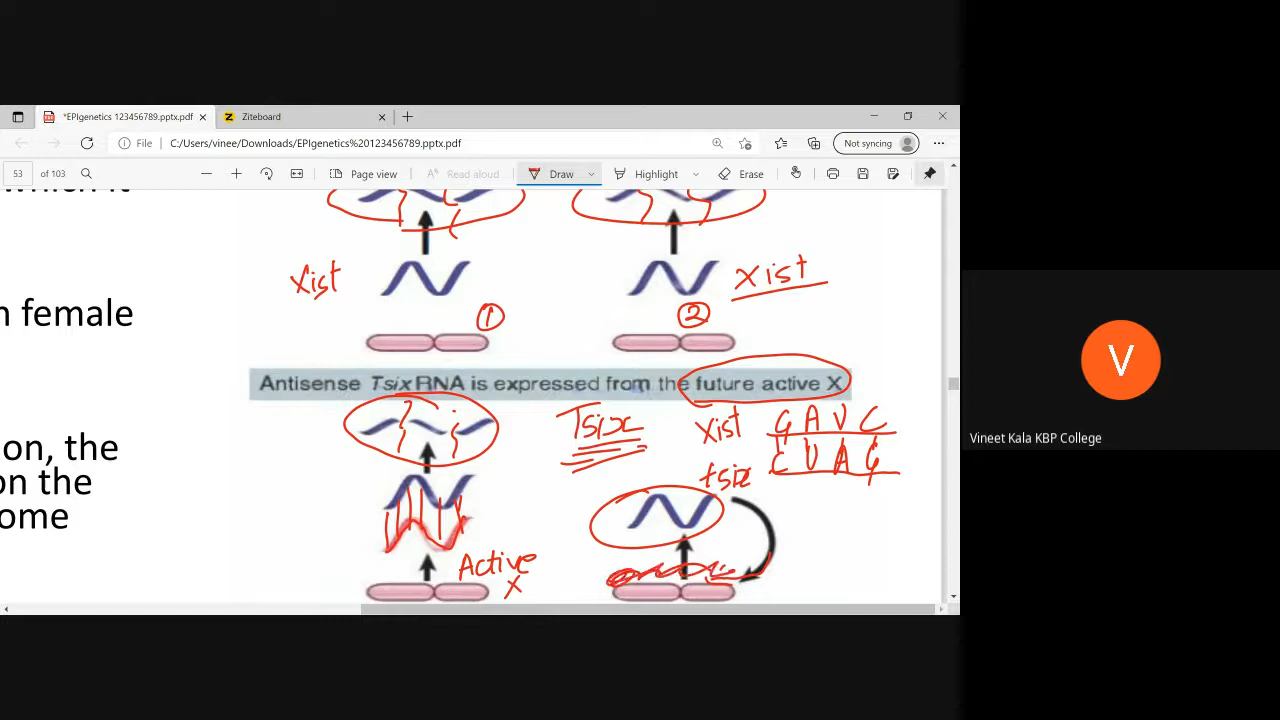 *EPIgenetics 123456789.pptx.pdf
Ziteboard
File
C:/Users/vinee/Downloads/EPIgenetics%20123456789.pptx.pdf
Not syncing
53 of 103
Page view
Read aloud
Draw
Highlight
Erase
which it
n female
on, the
on the
ome
Xist
xist
1
2
Antisense Tsix RNA is expressed from the future active X
Tsix
Xist G A U C
tsix C U A G
Active
X
V
Vineet Kala KBP College